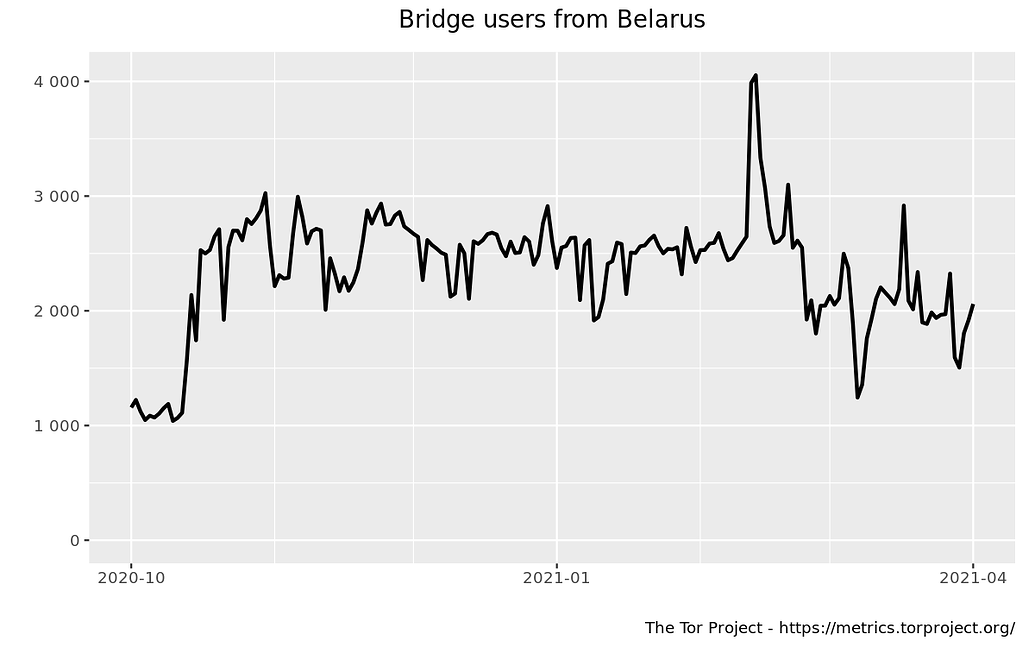 Bridge users from Belarus
4 000
3 000
2 000
1 000
0
2020-10 2021-01 2021-04
The Tor Project - https://metrics.torproject.org/